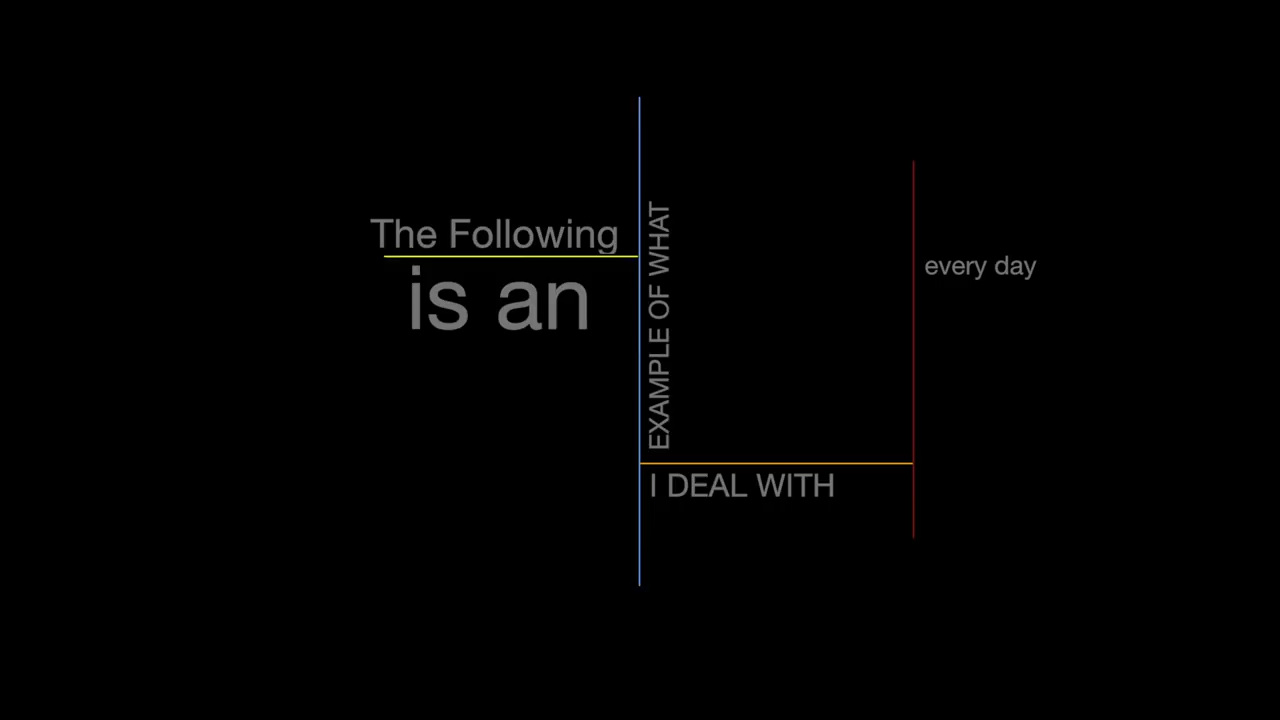 The Following
is an
EXAMPLE OF WHAT
I DEAL WITH
every day